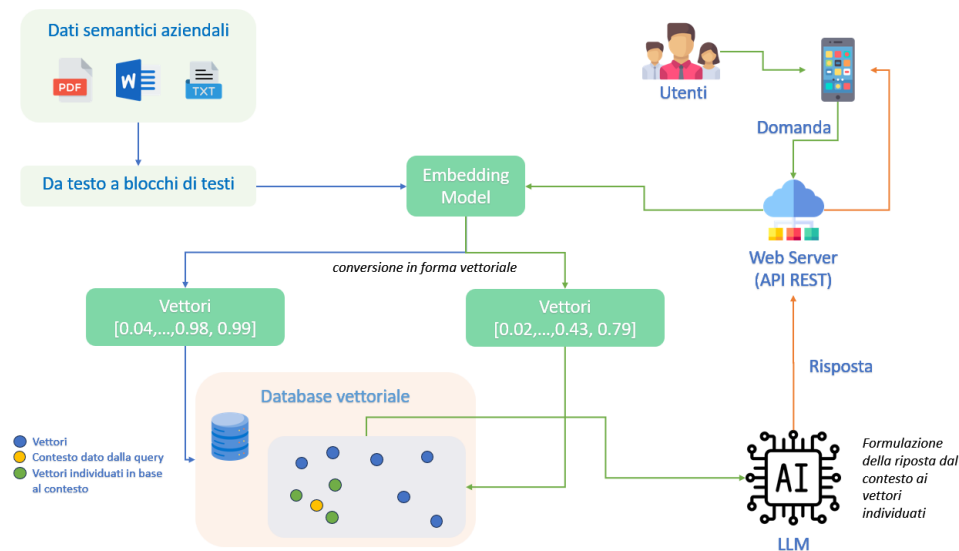 Dati semantici aziendali
PDF
W
TXT
Utenti
Domanda
Da testo a blocchi di testi
Embedding
Model
Web Server
(API REST)
conversione in forma vettoriale
Vettori
[0.04,...,0.98, 0.99]
Vettori
[0.02,...,0.43, 0.79]
Risposta
Database vettoriale
Vettori
Contesto dato dalla query
Vettori individuati in base
al contesto
AI
Formulazione
della riposta dal
contesto ai
vettori
individuati
LLM